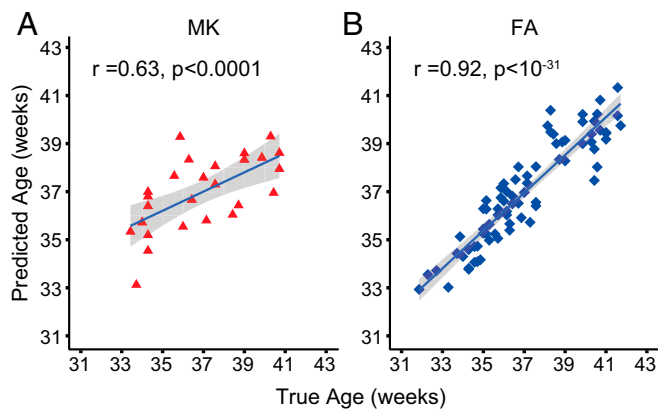 A MK
B FA
r =0.63, p<0.0001
r =0.92, p<10⁻³¹
Predicted Age (weeks)
43
41
39
37
35
33
31
43
41
39
37
35
33
31
31 33 35 37 39 41 43
31 33 35 37 39 41 43
True Age (weeks)